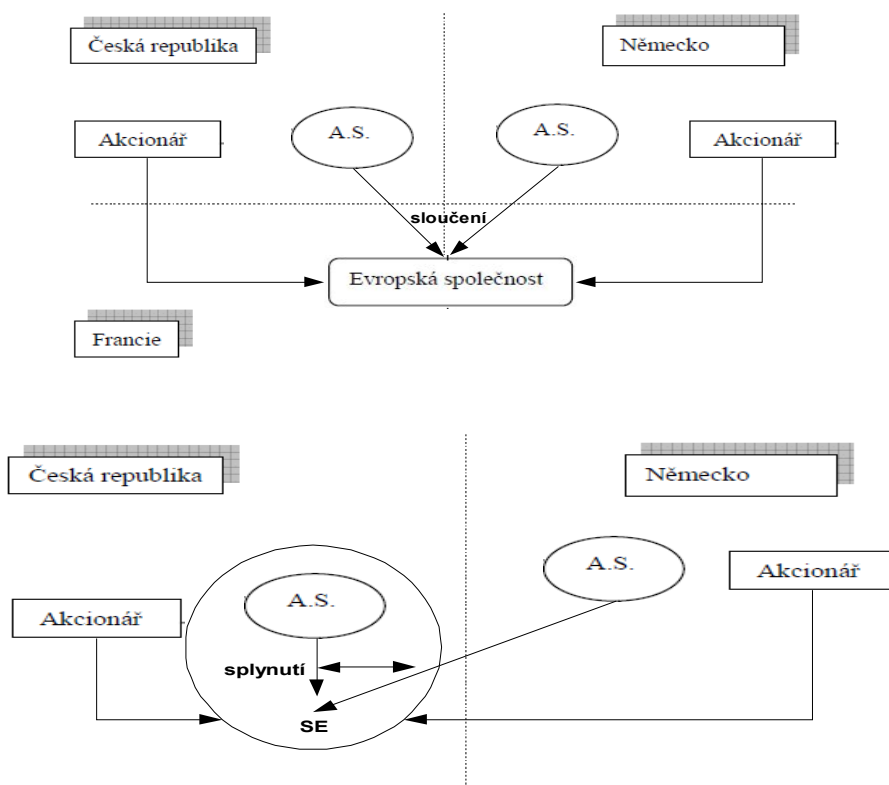 Česká republika
Německo
Akcionář
A.S.
A.S.
Akcionář
sloučení
Evropská společnost
Francie
Česká republika
Německo
A.S.
Akcionář
A.S.
Akcionář
splynutí
SE